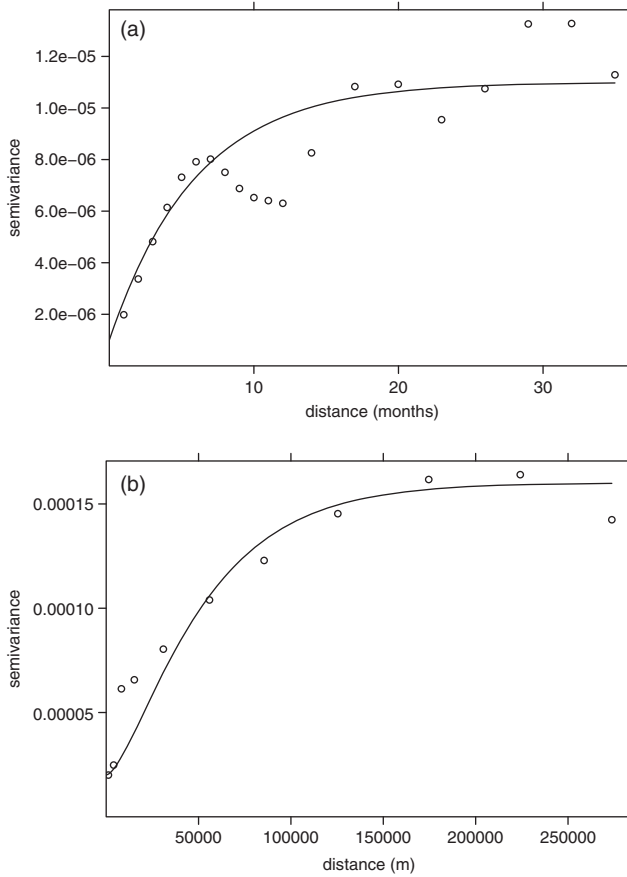 (a)
1.2e-05
1.0e-05
8.0e-06
6.0e-06
4.0e-06
2.0e-06
semivariance
10 20 30
distance (months)
(b)
0.00015
0.00010
0.00005
semivariance
50000 100000 150000 200000 250000
distance (m)